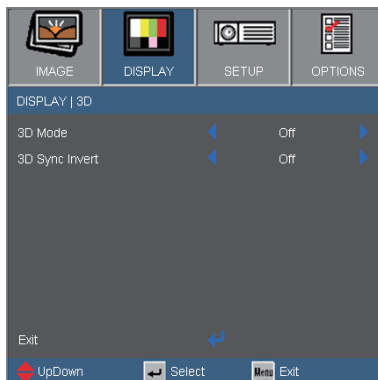 IMAGE DISPLAY SETUP OPTIONS
DISPLAY | 3D
3D Mode Off
3D Sync Invert Off
Exit
UpDown Select Menu Exit